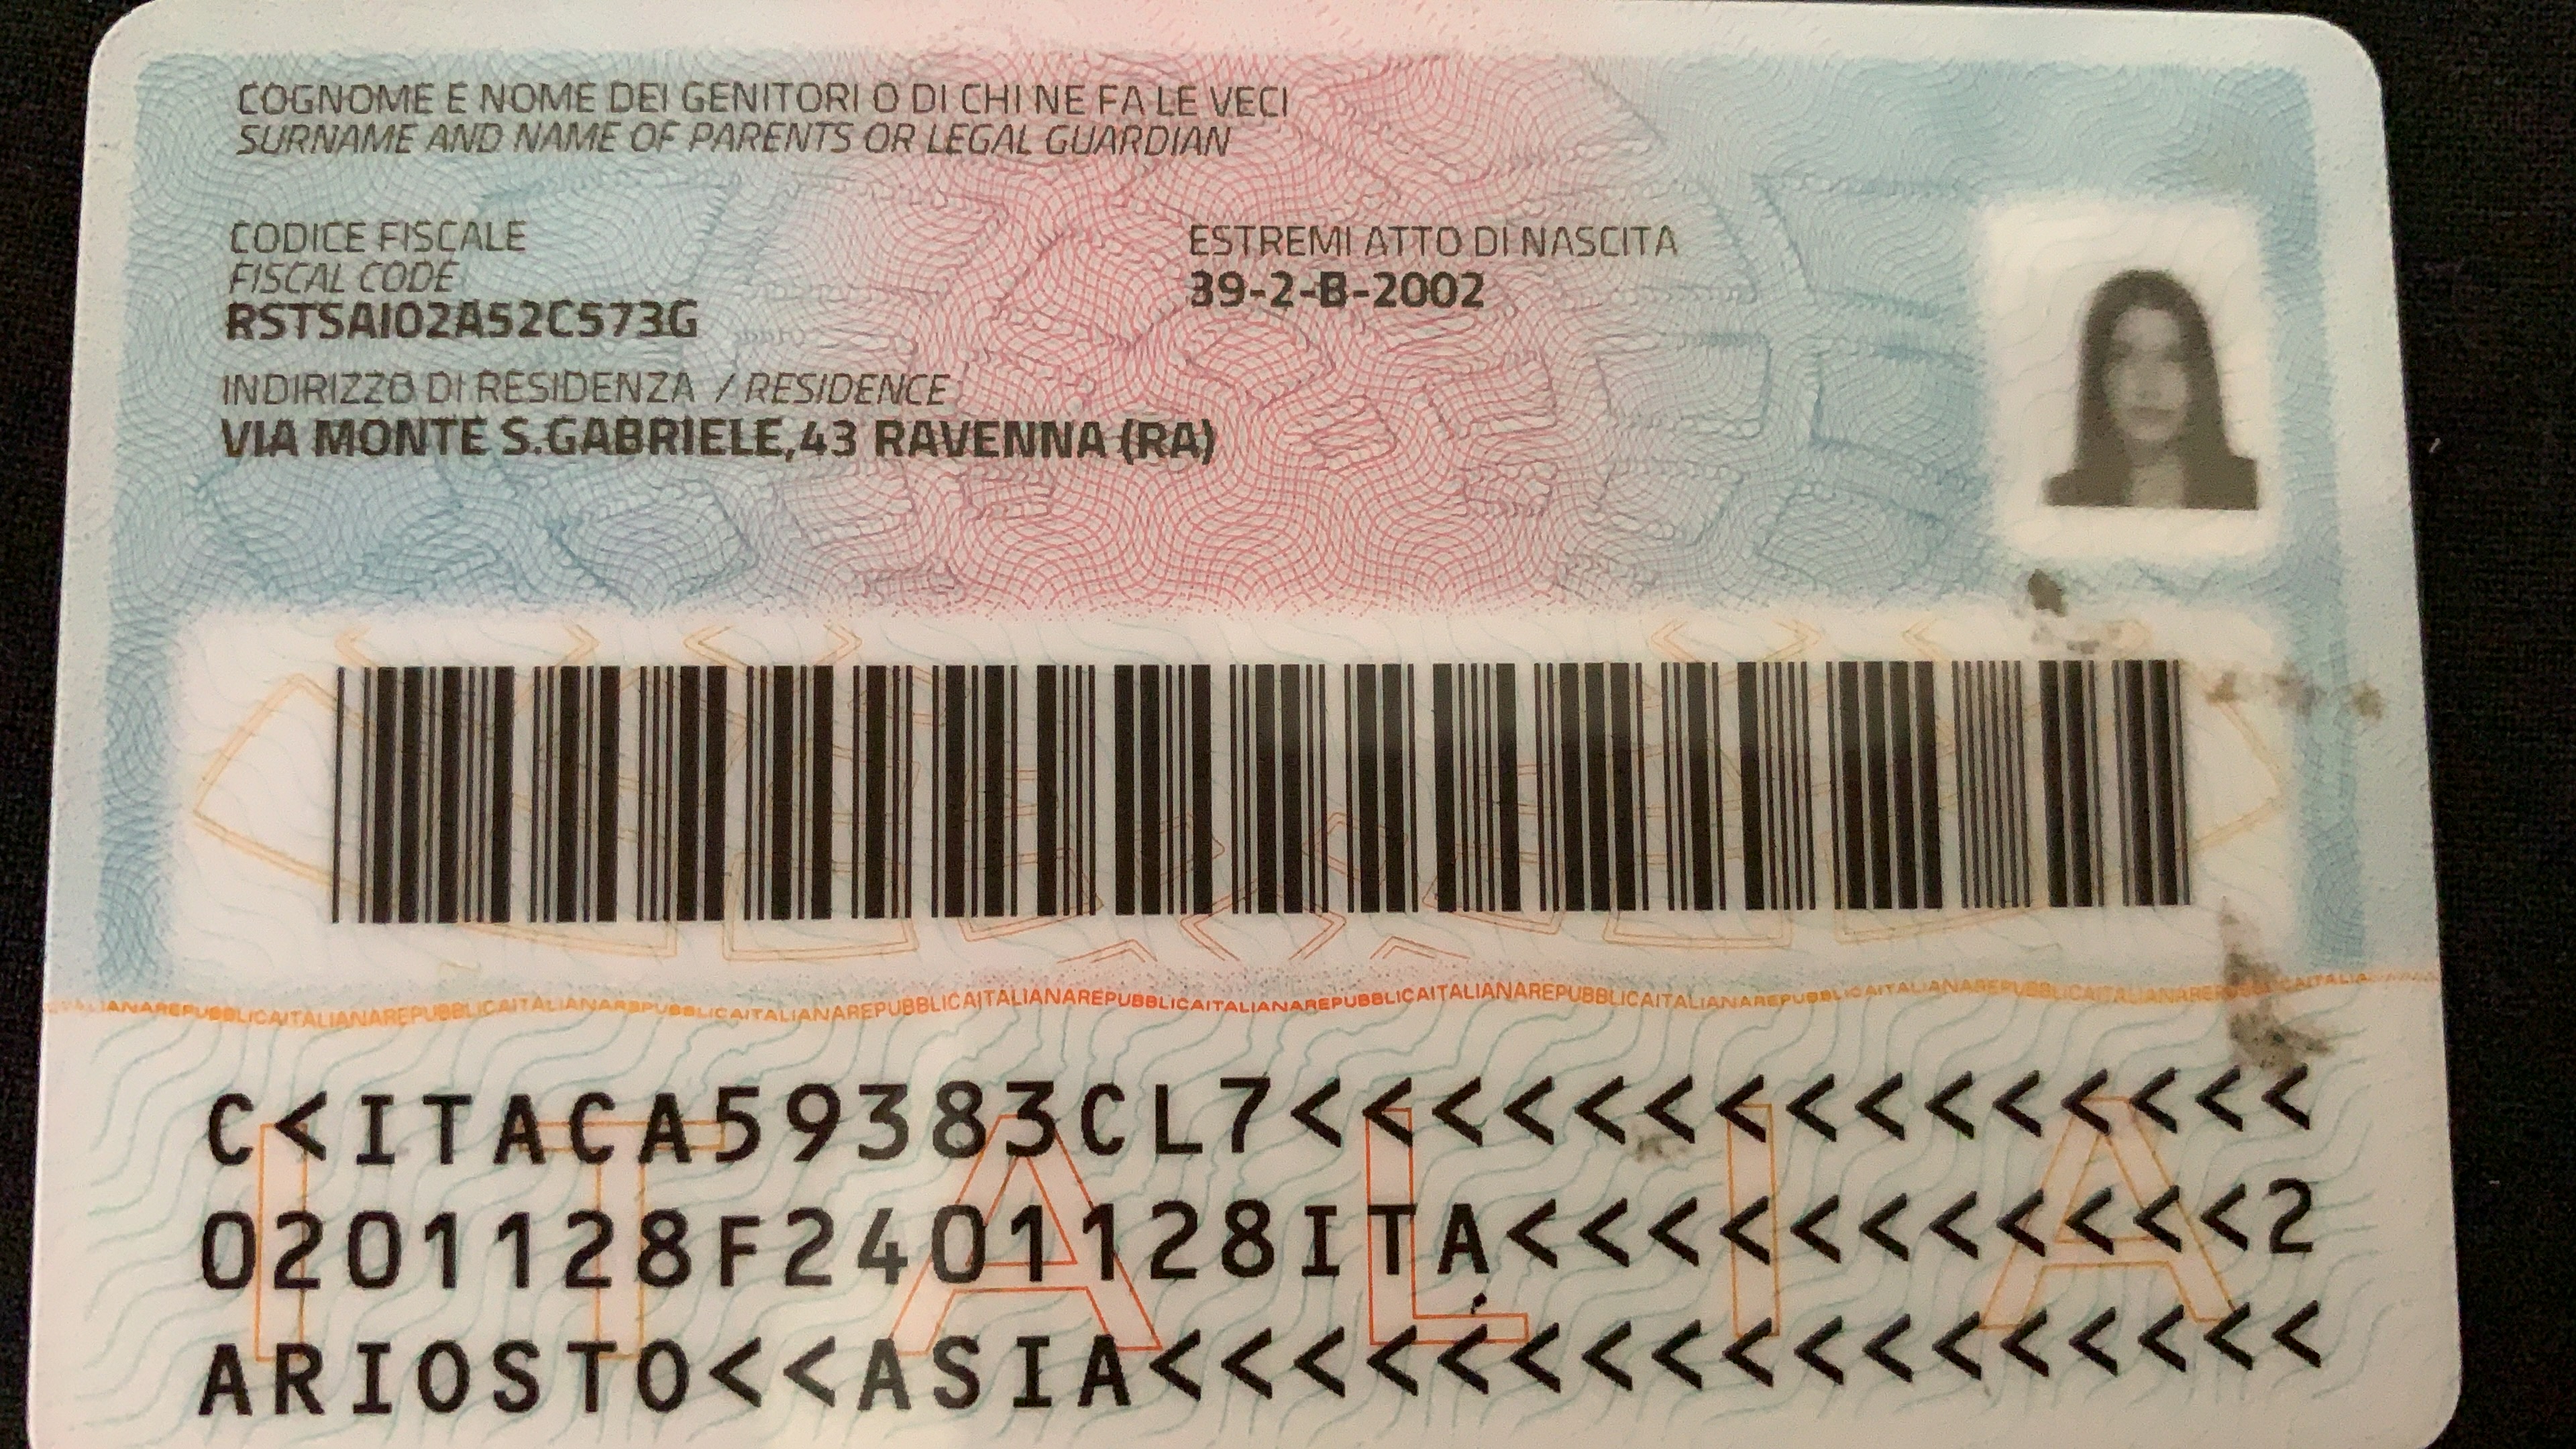 COGNOME E NOME DEI GENITORI O DI CHI NE FA LE VECI
SURNAME AND NAME OF PARENTS OR LEGAL GUARDIAN
CODICE FISCALE
FISCAL CODE
RSTSAI02A52C573G
ESTREMI ATTO DI NASCITA
39-2-B-2002
INDIRIZZO DI RESIDENZA / RESIDENCE
VIA MONTE S.GABRIELE,43 RAVENNA (RA)
ITALIANAREPUBBLICAITALIANAREPUBBLICAITALIANAREPUBBLICAITALIANAREPUBBLICAITALIANAREPUBBLICAITALIANAREPUBBLICAITALIANAREPUBBLICAITALIANAREPUBBLICAITALIA
C<ITACA59383CL7<<<<<<<<<<<<<<<
0201128F2401128ITA<<<<<<<<<<<2
ARIOSTO<<ASIA<<<<<<<<<<<<<<<<<
ITALIA